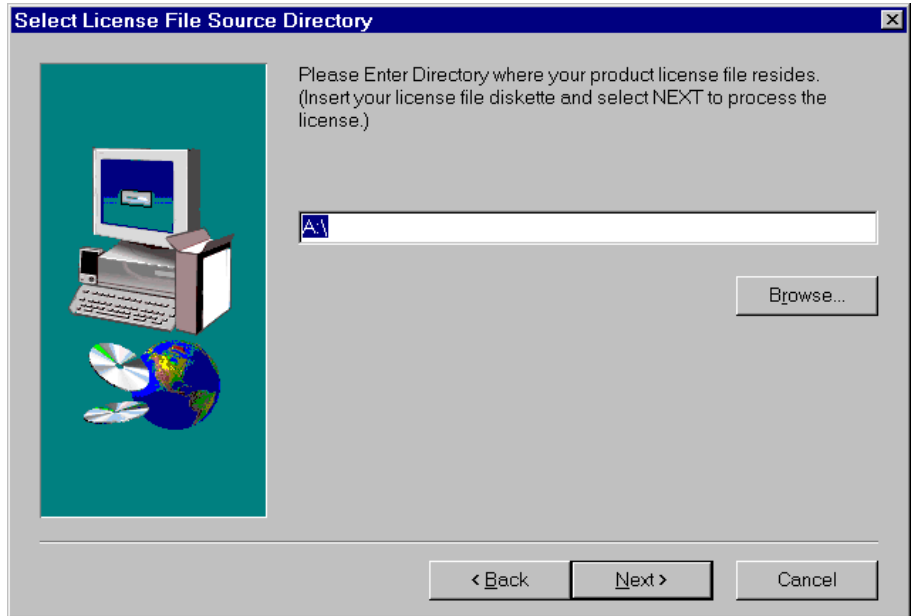 Select License File Source Directory
Please Enter Directory where your product license file resides.
(Insert your license file diskette and select NEXT to process the
license.)
A:\
Browse...
< Back
Next >
Cancel